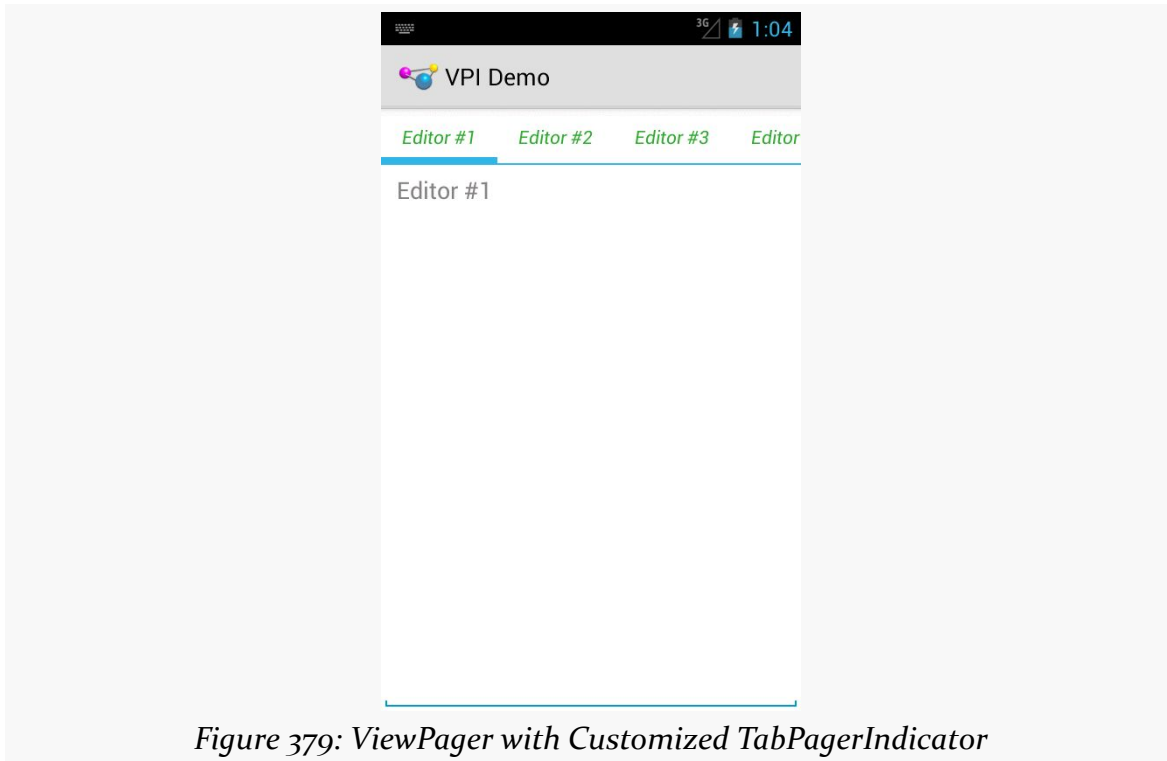 3G 1:04
VPI Demo
Editor #1 Editor #2 Editor #3 Editor
Editor #1
Figure 379: ViewPager with Customized TabPagerIndicator